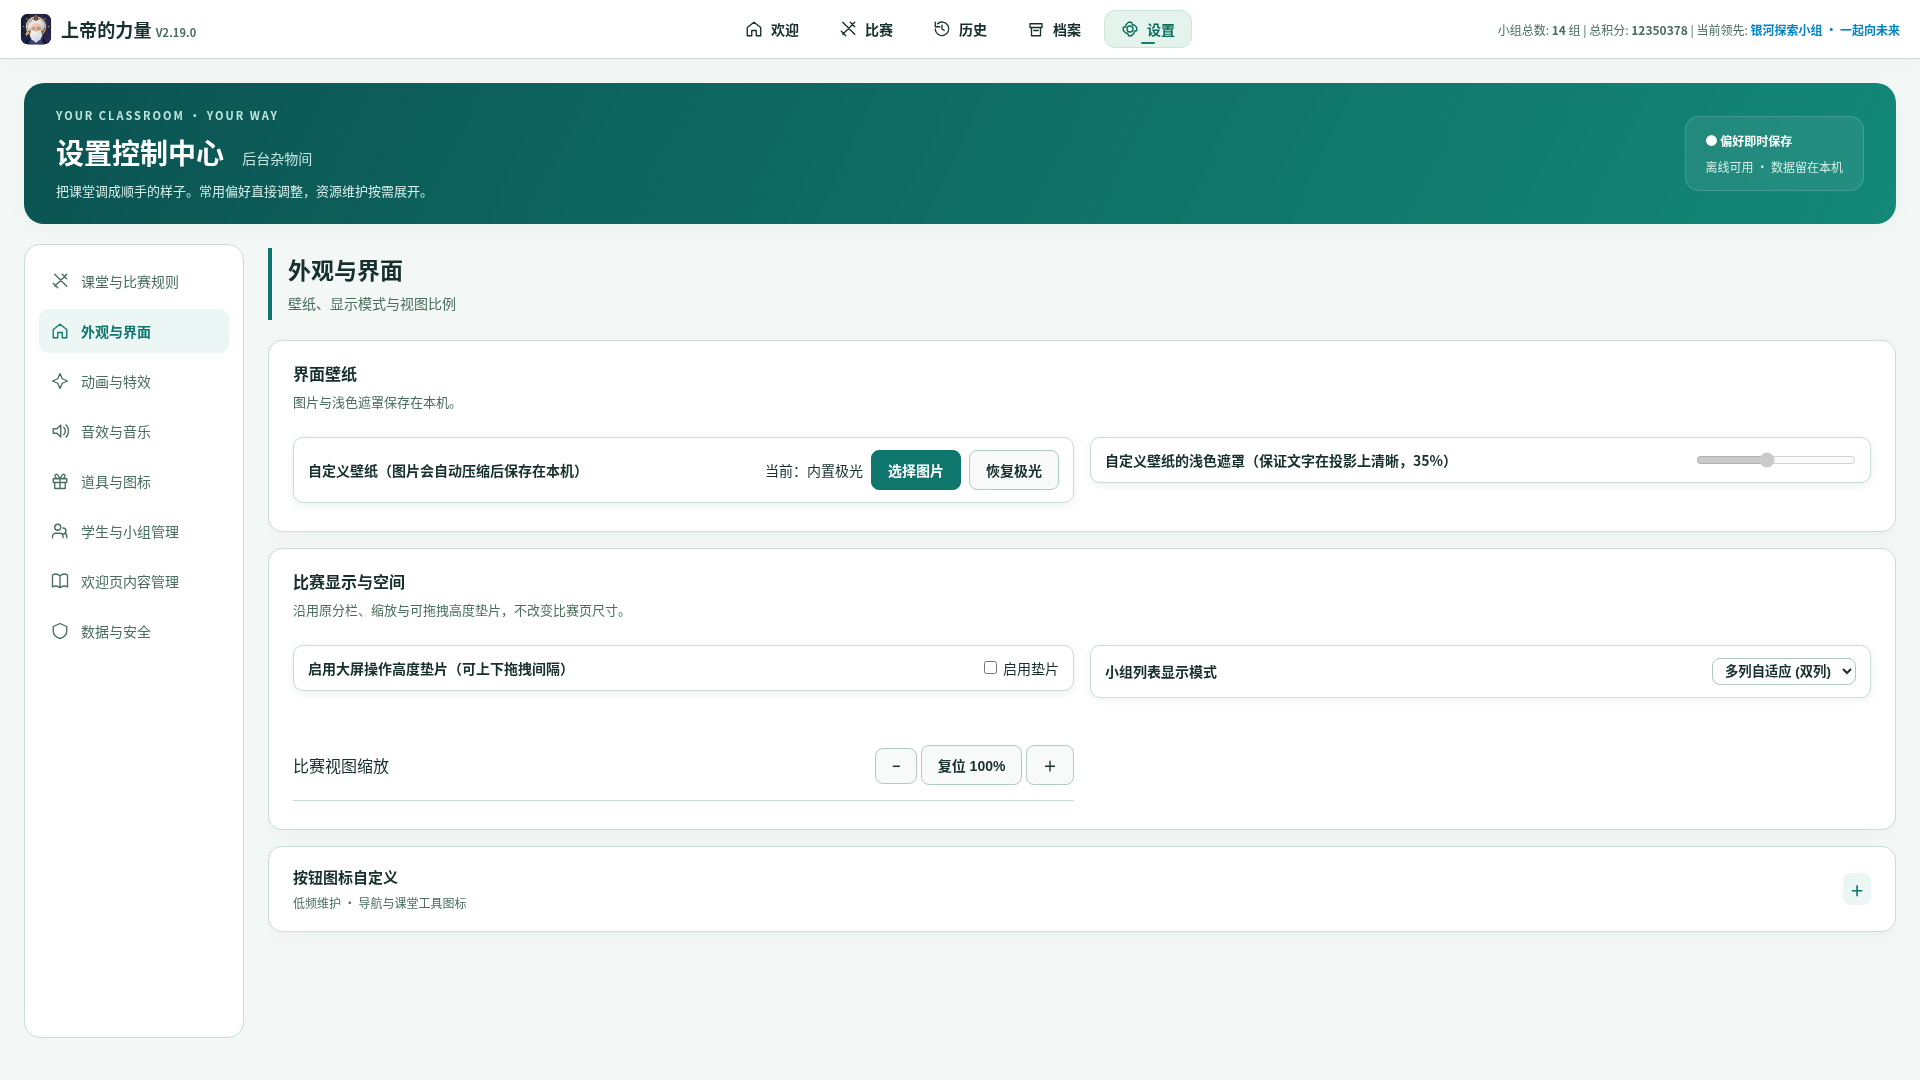 上帝的力量 V2.19.0
欢迎
比赛
历史
档案
设置
小组总数: 14 组 | 总积分: 12350378 | 当前领先: 银河探索小组 · 一起向未来
YOUR CLASSROOM · YOUR WAY
设置控制中心 后台杂物间
把课堂调成顺手的样子。常用偏好直接调整，资源维护按需展开。
偏好即时保存
离线可用 · 数据留在本机
课堂与比赛规则
外观与界面
动画与特效
音效与音乐
道具与图标
学生与小组管理
欢迎页内容管理
数据与安全
外观与界面
壁纸、显示模式与视图比例
界面壁纸
图片与浅色遮罩保存在本机。
自定义壁纸（图片会自动压缩后保存在本机）
当前：内置极光
选择图片
恢复极光
自定义壁纸的浅色遮罩（保证文字在投影上清晰，35%）
比赛显示与空间
沿用原分栏、缩放与可拖拽高度垫片，不改变比赛页尺寸。
启用大屏操作高度垫片（可上下拖拽间隔）
启用垫片
小组列表显示模式
多列自适应 (双列)
比赛视图缩放
−
复位 100%
+
按钮图标自定义
低频维护 · 导航与课堂工具图标
+